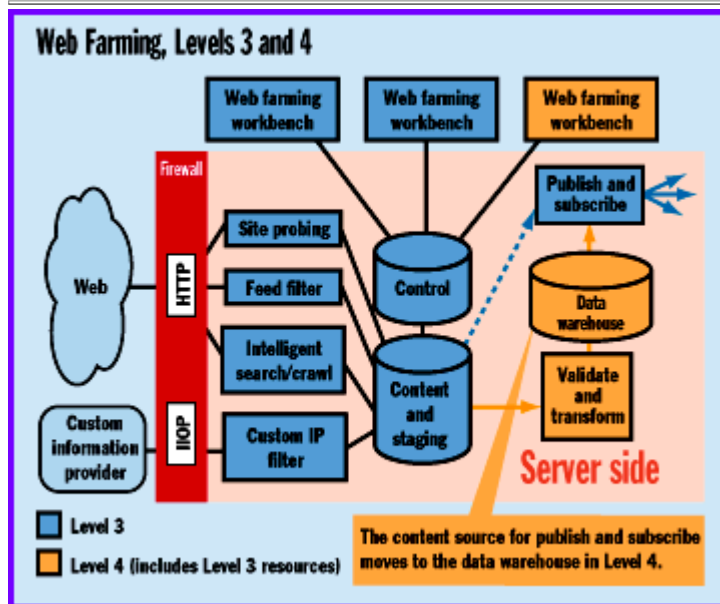 Web Farming, Levels 3 and 4
Web farming
workbench
Web farming
workbench
Web farming
workbench
Firewall
Publish and
subscribe
Site probing
Web
HTTP
Feed filter
Control
Data
warehouse
Intelligent
search/crawl
Content
and
staging
Validate
and
transform
Custom
information
provider
IIOP
Custom IP
filter
Server side
Level 3
Level 4 (includes Level 3 resources)
The content source for publish and subscribe
moves to the data warehouse in Level 4.